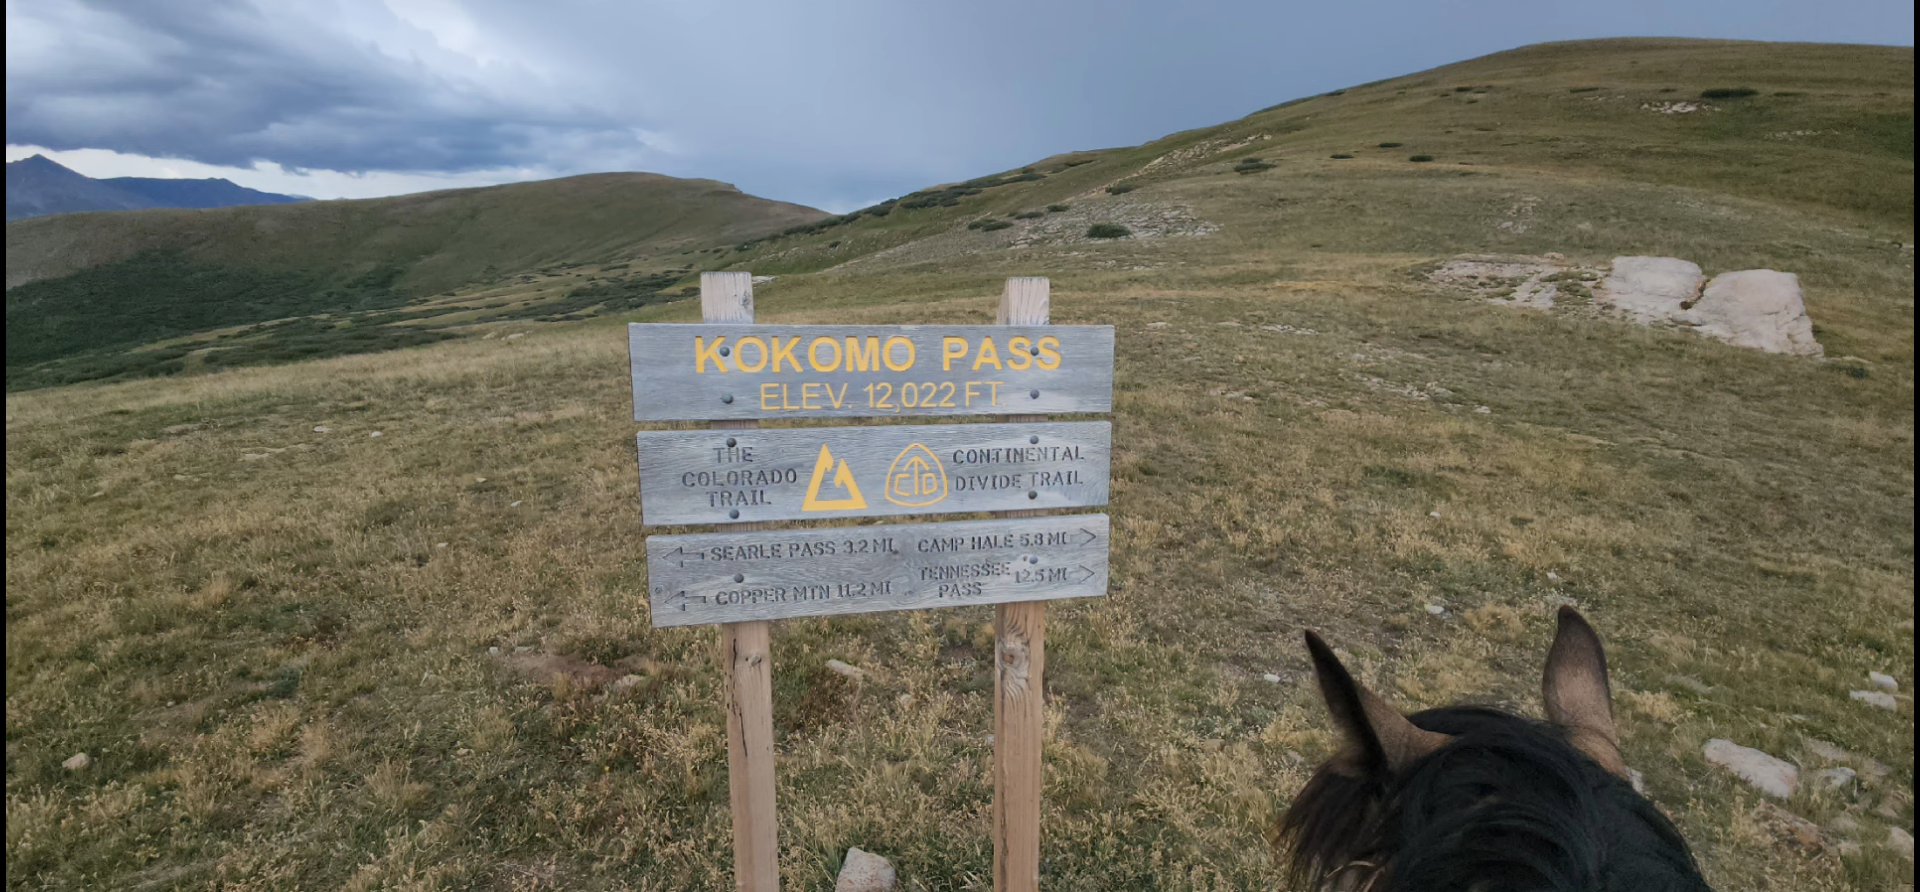 KOKOMO PASS
ELEV. 12,022 FT.
THE
COLORADO
TRAIL
CTD
CONTINENTAL
DIVIDE TRAIL
SEARLE PASS 3.2 MI.
COPPER MTN 11.2 MI
CAMP HALE 5.8 MI
TENNESSEE
PASS 12.5 MI